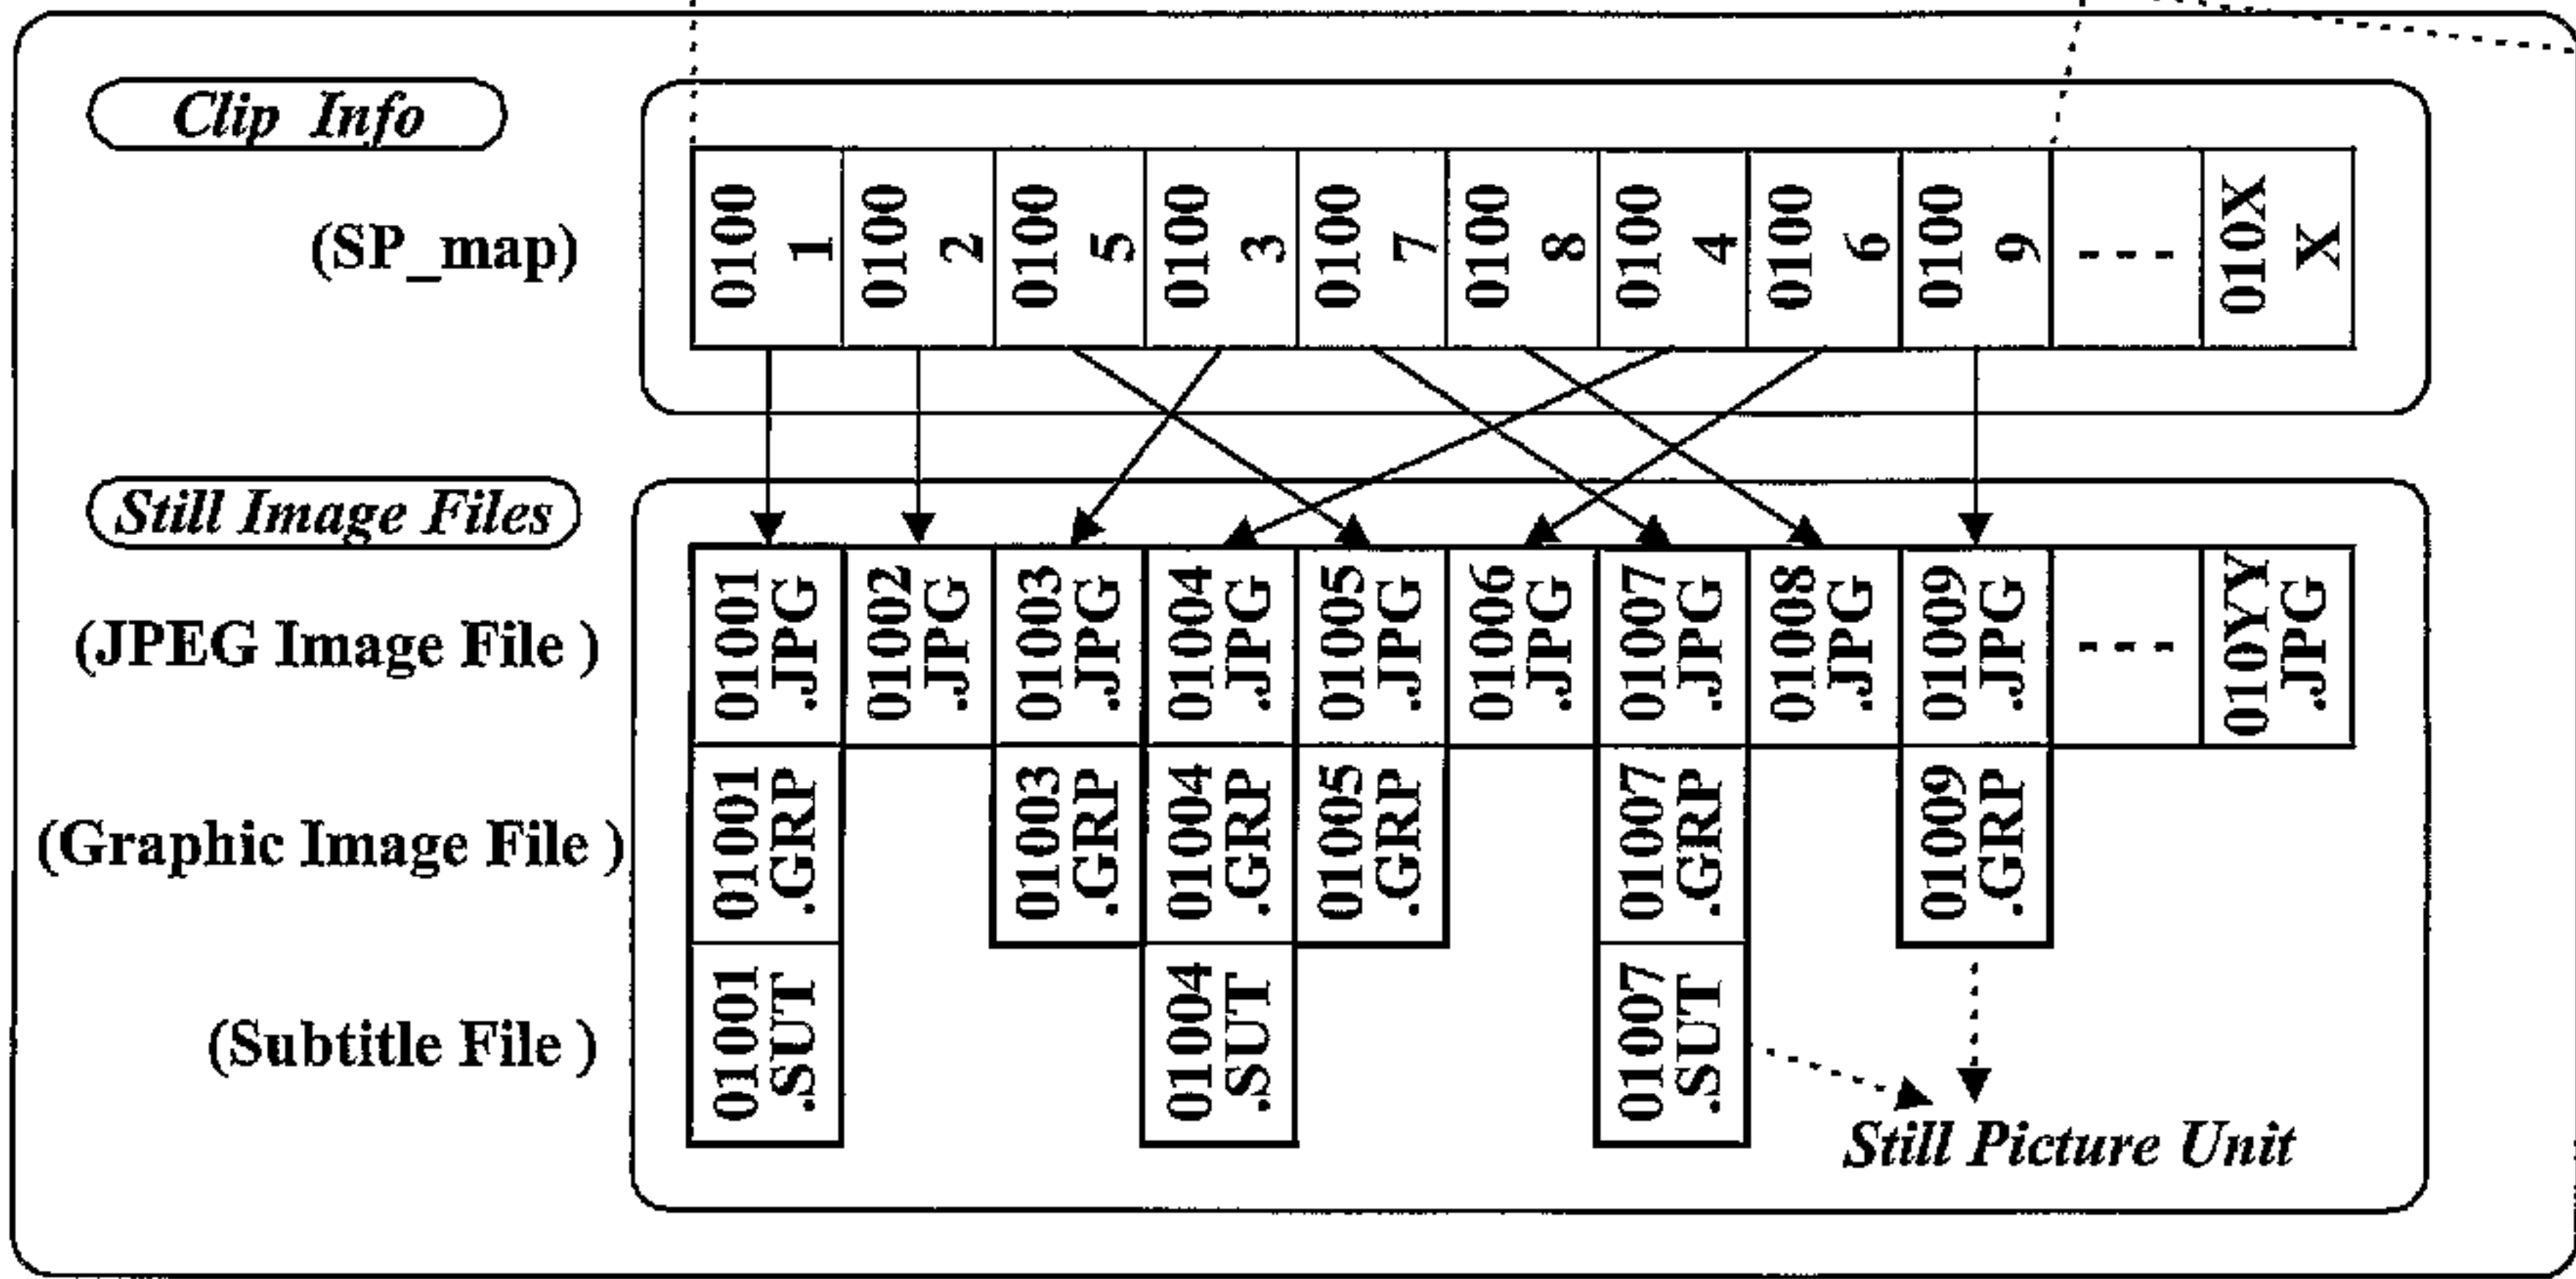 Clip Info
(SP_map)
0100
1
0100
2
0100
5
0100
3
0100
7
0100
8
0100
4
0100
6
0100
9
---
010X
X
Still Image Files
(JPEG Image File )
01001
.JPG
01002
.JPG
01003
.JPG
01004
.JPG
01005
.JPG
01006
.JPG
01007
.JPG
01008
.JPG
01009
.JPG
---
010YY
.JPG
(Graphic Image File )
01001
.GRP
01003
.GRP
01004
.GRP
01005
.GRP
01007
.GRP
01009
.GRP
(Subtitle File )
01001
.SUT
01004
.SUT
01007
.SUT
Still Picture Unit